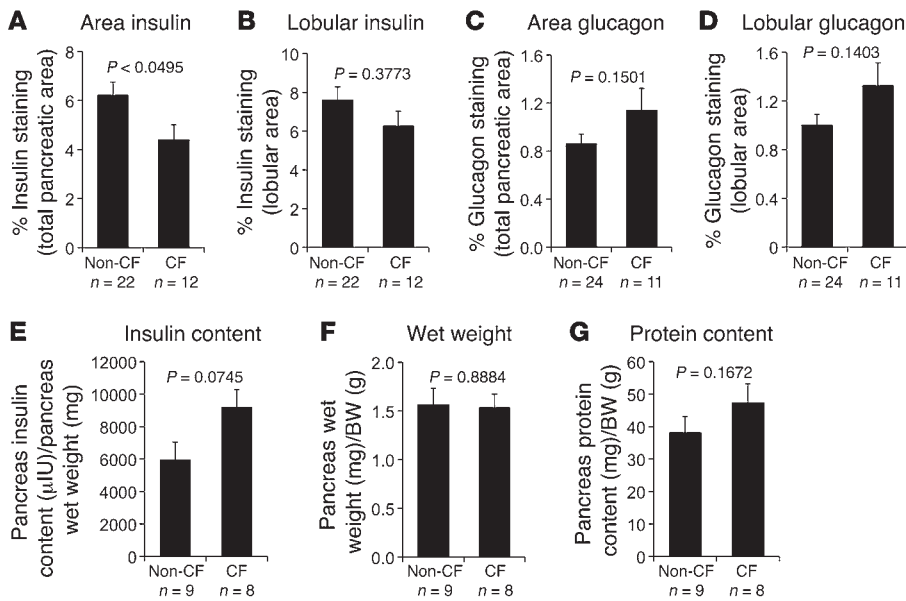 A Area insulin
% Insulin staining
(total pancreatic area)
8
6
4
2
0
P < 0.0495
Non-CF CF
n = 22 n = 12
B Lobular insulin
% Insulin staining
(lobular area)
10
8
6
4
2
0
P = 0.3773
Non-CF CF
n = 22 n = 12
C Area glucagon
% Glucagon staining
(total pancreatic area)
1.6
1.2
0.8
0.4
0.0
P = 0.1501
Non-CF CF
n = 24 n = 11
D Lobular glucagon
% Glucagon staining
(lobular area)
1.6
1.2
0.8
0.4
0
P = 0.1403
Non-CF CF
n = 24 n = 11
E Insulin content
Pancreas insulin
content (μIU)/pancreas
wet weight (mg)
12000
10000
8000
6000
4000
2000
0
P = 0.0745
Non-CF CF
n = 9 n = 8
F Wet weight
Pancreas wet
weight (mg)/BW (g)
2.0
1.5
1.0
0.5
0.0
P = 0.8884
Non-CF CF
n = 9 n = 8
G Protein content
Pancreas protein
content (mg)/BW (g)
60
50
40
30
20
10
0
P = 0.1672
Non-CF CF
n = 9 n = 8